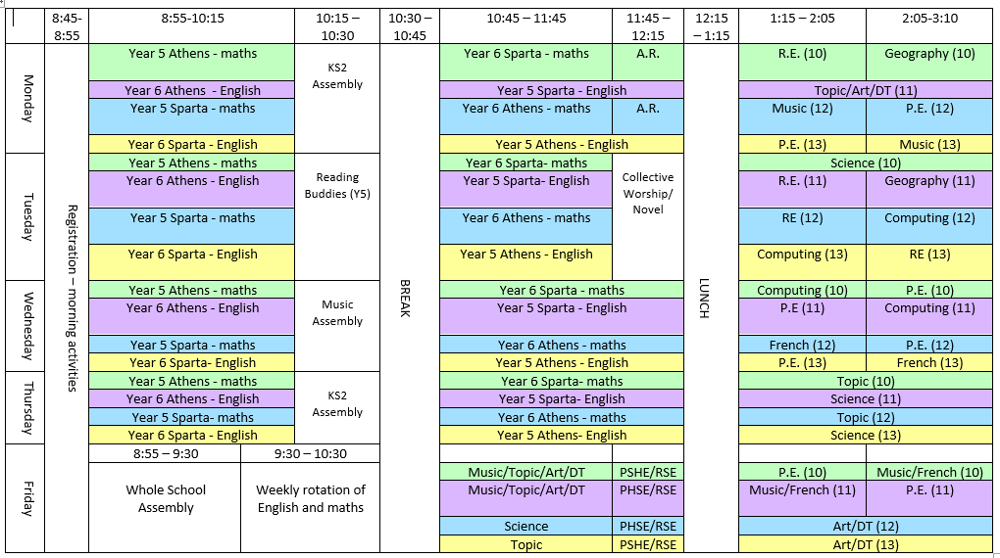 8:45-
8:55
8:55-10:15
10:15 –
10:30
10:30 –
10:45
10:45 – 11:45
11:45 –
12:15
12:15
– 1:15
1:15 – 2:05
2:05-3:10
Monday
Registration – morning activities
Year 5 Athens - maths
KS2
Assembly
BREAK
Year 6 Sparta - maths
A.R.
LUNCH
R.E. (10)
Geography (10)
Year 6 Athens  - English
Year 5 Sparta - English
Topic/Art/DT (11)
Year 5 Sparta - maths
Year 6 Athens - maths
A.R.
Music (12)
P.E. (12)
Year 6 Sparta - English
Year 5 Athens - English
P.E. (13)
Music (13)
Tuesday
Year 5 Athens - maths
Reading
Buddies (Y5)
Year 6 Sparta- maths
Collective
Worship/
Novel
Science (10)
Year 6 Athens - English
Year 5 Sparta- English
R.E. (11)
Geography (11)
Year 5 Sparta - maths
Year 6 Athens - maths
RE (12)
Computing (12)
Year 6 Sparta - English
Year 5 Athens - English
Computing (13)
RE (13)
Wednesday
Year 5 Athens - maths
Music
Assembly
Year 6 Sparta - maths
Computing (10)
P.E. (10)
Year 6 Athens - English
Year 5 Sparta - English
P.E (11)
Computing (11)
Year 5 Sparta - maths
Year 6 Athens - maths
French (12)
P.E. (12)
Year 6 Sparta- English
Year 5 Athens - English
P.E. (13)
French (13)
Thursday
Year 5 Athens - maths
KS2
Assembly
Year 6 Sparta- maths
Topic (10)
Year 6 Athens - English
Year 5 Sparta- English
Science (11)
Year 5 Sparta- maths
Year 6 Athens - maths
Topic (12)
Year 6 Sparta - English
Year 5 Athens- English
Science (13)
Friday
8:55 – 9:30
9:30 – 10:30
Whole School
Assembly
Weekly rotation of
English and maths
Music/Topic/Art/DT
PSHE/RSE
P.E. (10)
Music/French (10)
Music/Topic/Art/DT
PHSE/RSE
Music/French (11)
P.E. (11)
Science
PHSE/RSE
Art/DT (12)
Topic
PSHE/RSE
Art/DT (13)